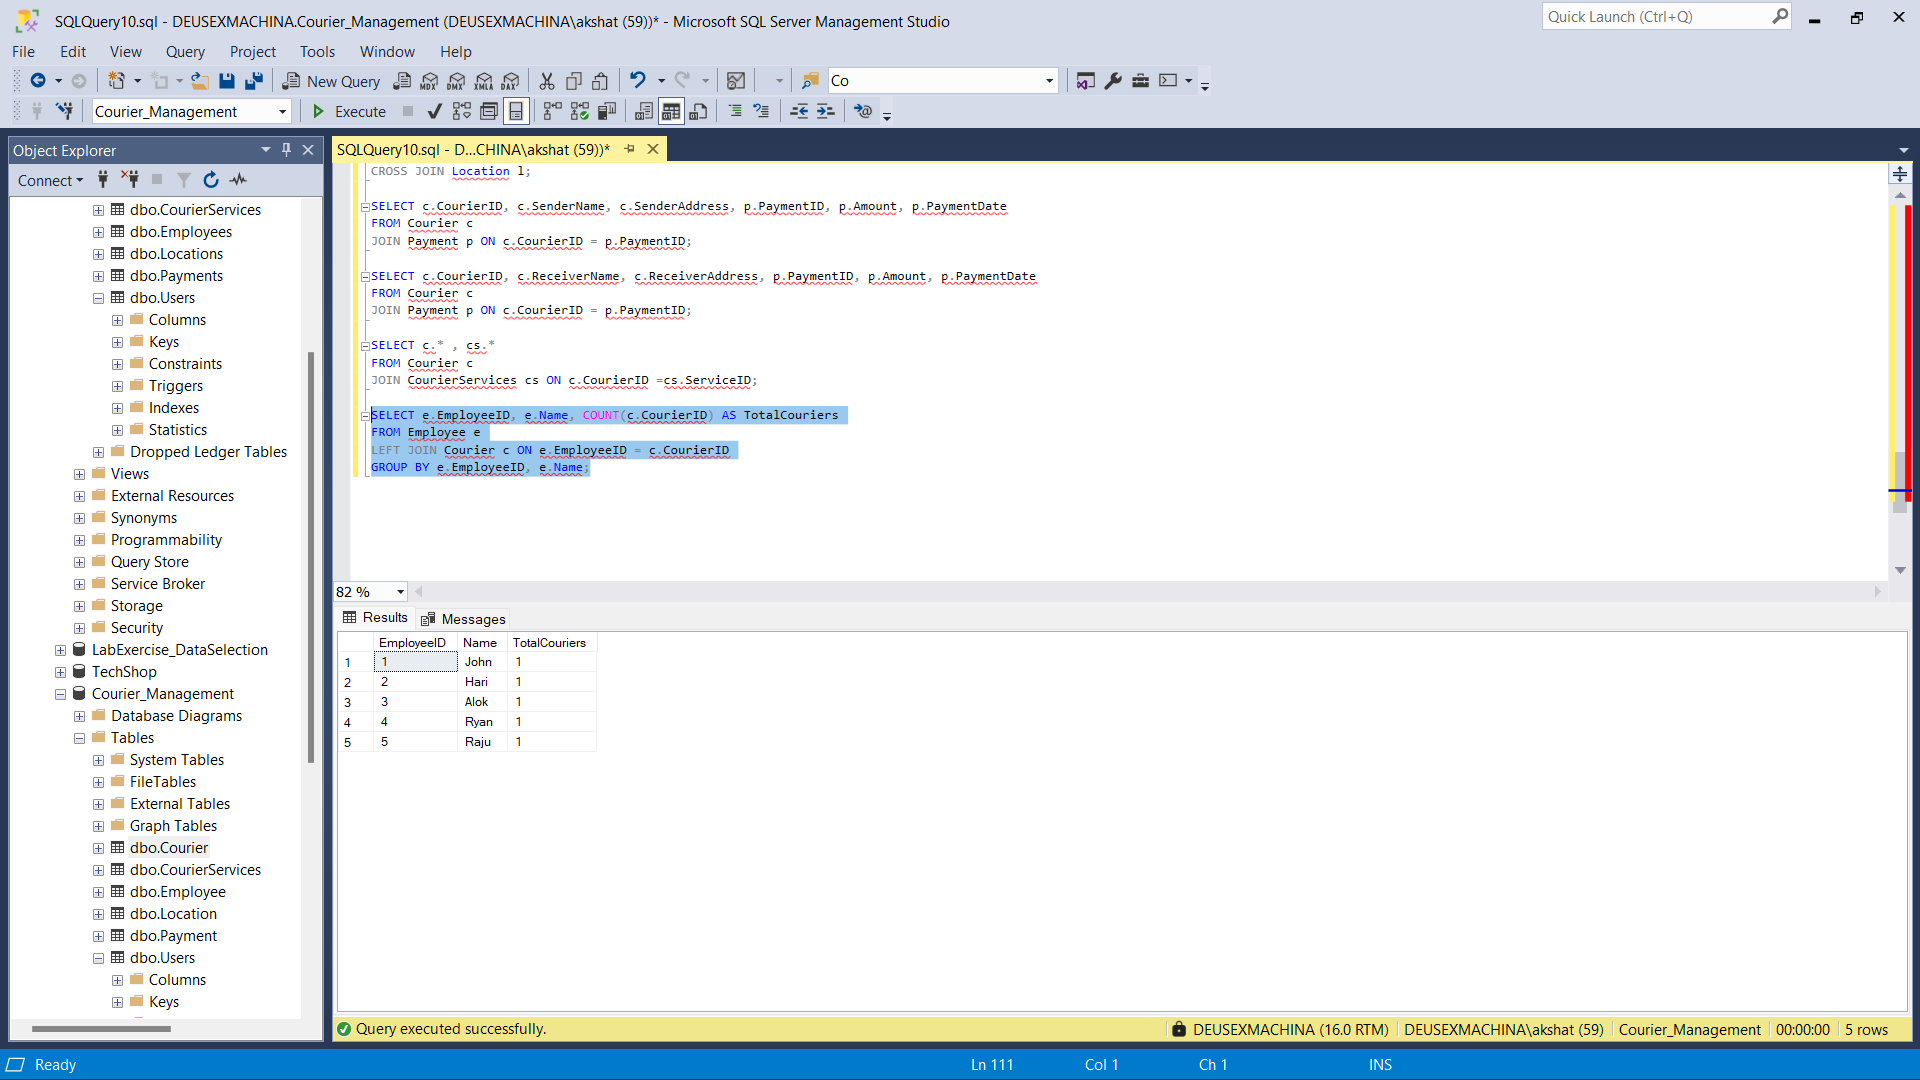 SQLQuery10.sql - DEUSEXMACHINA.Courier_Management (DEUSEXMACHINA\akshat (59))* - Microsoft SQL Server Management Studio
Quick Launch (Ctrl+Q)
File Edit View Query Project Tools Window Help
New Query
MDX DMX XMLA DAX
Co
Courier_Management
Execute
Object Explorer
Connect
dbo.CourierServices
dbo.Employees
dbo.Locations
dbo.Payments
dbo.Users
Columns
Keys
Constraints
Triggers
Indexes
Statistics
Dropped Ledger Tables
Views
External Resources
Synonyms
Programmability
Query Store
Service Broker
Storage
Security
LabExercise_DataSelection
TechShop
Courier_Management
Database Diagrams
Tables
System Tables
FileTables
External Tables
Graph Tables
dbo.Courier
dbo.CourierServices
dbo.Employee
dbo.Location
dbo.Payment
dbo.Users
Columns
Keys
SQLQuery10.sql - D...CHINA\akshat (59))*
CROSS JOIN Location l;
SELECT c.CourierID, c.SenderName, c.SenderAddress, p.PaymentID, p.Amount, p.PaymentDate
FROM Courier c
JOIN Payment p ON c.CourierID = p.PaymentID;
SELECT c.CourierID, c.ReceiverName, c.ReceiverAddress, p.PaymentID, p.Amount, p.PaymentDate
FROM Courier c
JOIN Payment p ON c.CourierID = p.PaymentID;
SELECT c.* , cs.*
FROM Courier c
JOIN CourierServices cs ON c.CourierID =cs.ServiceID;
SELECT e.EmployeeID, e.Name, COUNT(c.CourierID) AS TotalCouriers
FROM Employee e
LEFT JOIN Courier c ON e.EmployeeID = c.CourierID
GROUP BY e.EmployeeID, e.Name;
82 %
Results Messages
EmployeeID Name TotalCouriers
1 1 John 1
2 2 Hari 1
3 3 Alok 1
4 4 Ryan 1
5 5 Raju 1
Query executed successfully.
DEUSEXMACHINA (16.0 RTM) DEUSEXMACHINA\akshat (59) Courier_Management 00:00:00 5 rows
Ready
Ln 111 Col 1 Ch 1 INS